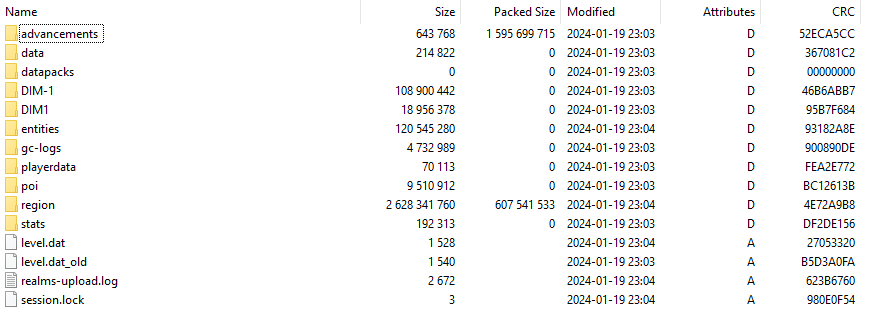 Name Size Packed Size Modified Attributes CRC
advancements 643 768 1 595 699 715 2024-01-19 23:03 D 52ECA5CC
data 214 822 0 2024-01-19 23:03 D 367081C2
datapacks 0 0 2024-01-19 23:03 D 00000000
DIM-1 108 900 442 0 2024-01-19 23:03 D 46B6ABB7
DIM1 18 956 378 0 2024-01-19 23:03 D 95B7F684
entities 120 545 280 0 2024-01-19 23:04 D 93182A8E
gc-logs 4 732 989 0 2024-01-19 23:03 D 900890DE
playerdata 70 113 0 2024-01-19 23:03 D FEA2E772
poi 9 510 912 0 2024-01-19 23:03 D BC12613B
region 2 628 341 760 607 541 533 2024-01-19 23:04 D 4E72A9B8
stats 192 313 0 2024-01-19 23:03 D DF2DE156
level.dat 1 528 2024-01-19 23:04 A 27053320
level.dat_old 1 540 2024-01-19 23:03 A B5D3A0FA
realms-upload.log 2 672 2024-01-19 23:04 A 623B6760
session.lock 3 2024-01-19 23:04 A 980E0F54